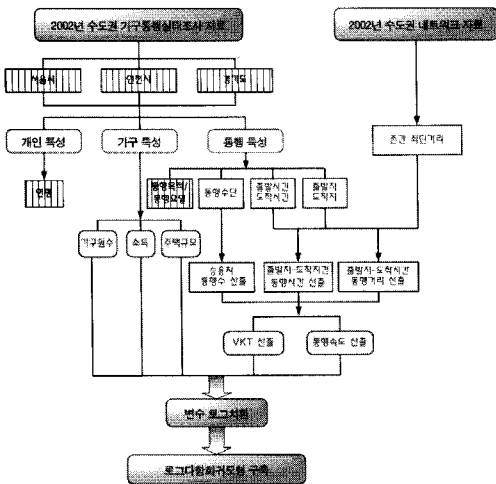 2002년 수도권 가구통행실태조사 자료
2002년 수도권 네트워크 자료
서울시
인천시
경기도
개인 특성
가구 특성
통행 특성
존간 최단거리
연령
통행목적/
통행요일
통행수단
출발시간
도착시간
출발지
도착지
가구원수
소득
주택규모
승용차
통행수 산출
출발지-도착지간
통행시간 산출
출발지-도착시간
통행거리 산출
VKT 산출
통행속도 산출
변수 로그치환
로그다항회귀모형 구축